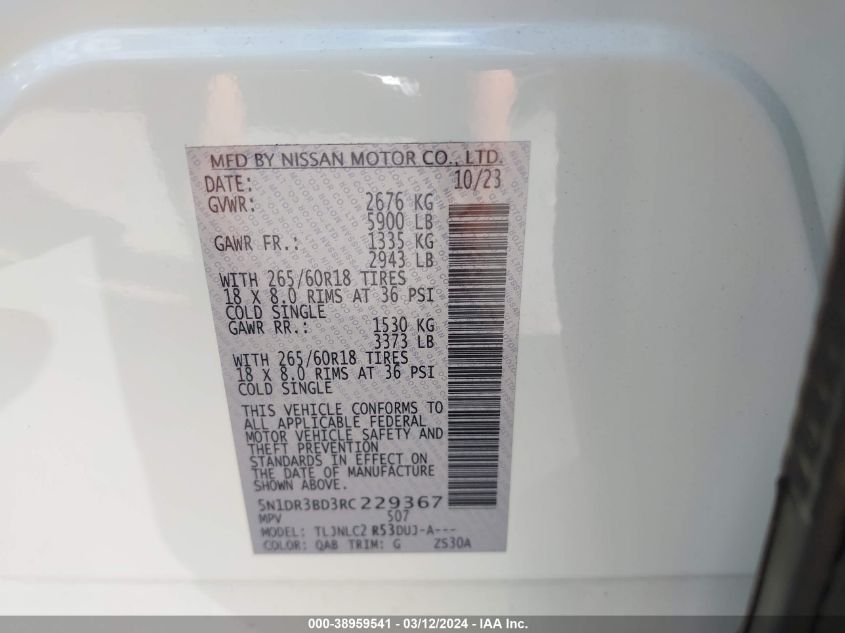 MFD BY NISSAN MOTOR CO., LTD.
DATE: 10/23
GVWR: 2676 KG
5900 LB
GAWR FR.: 1335 KG
2943 LB
WITH 265/60R18 TIRES
18 X 8.0 RIMS AT 36 PSI
COLD SINGLE
GAWR RR.: 1530 KG
3373 LB
WITH 265/60R18 TIRES
18 X 8.0 RIMS AT 36 PSI
COLD SINGLE
THIS VEHICLE CONFORMS TO
ALL APPLICABLE FEDERAL
MOTOR VEHICLE SAFETY AND
THEFT PREVENTION
STANDARDS IN EFFECT ON
THE DATE OF MANUFACTURE
SHOWN ABOVE.
5N1DR3BD3RC229367
MPV S07
MODEL: TLJNLC2 R53DUJ-A---
COLOR: QAB TRIM: G ZS30A
000-38959541 - 03/12/2024 - IAA Inc.